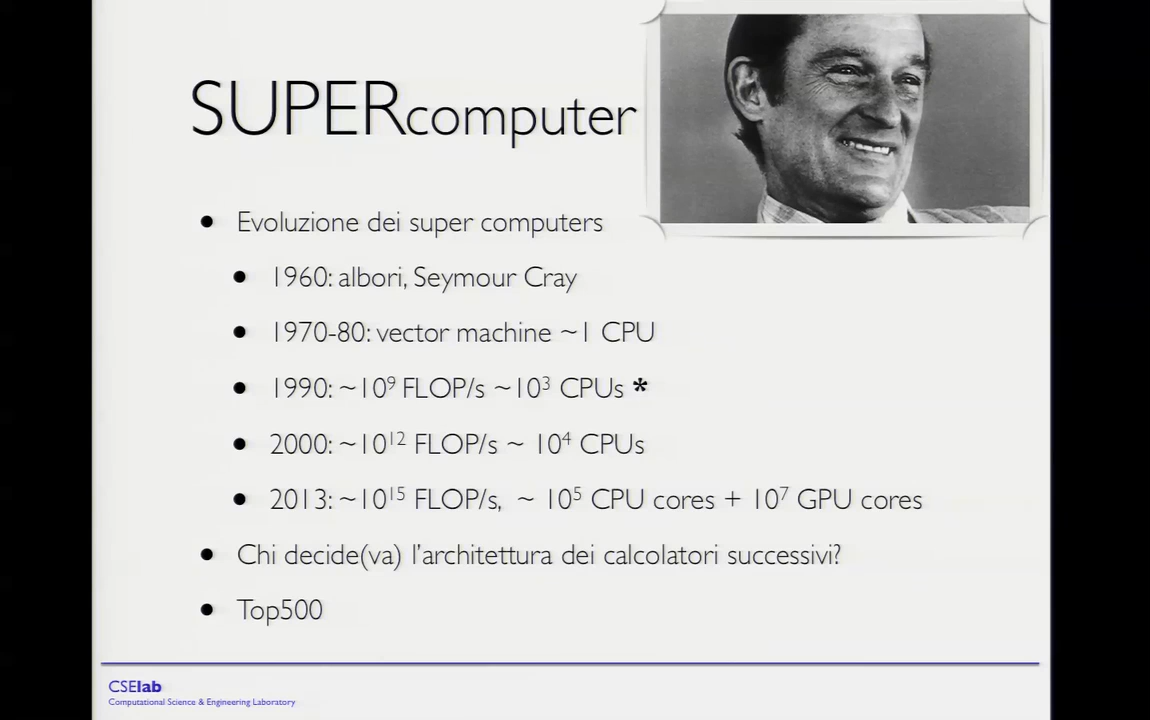 SUPERcomputer
• Evoluzione dei super computers
• 1960: albori, Seymour Cray
• 1970-80: vector machine ~1 CPU
• 1990: ~10⁹ FLOP/s ~10³ CPUs *
• 2000: ~10¹² FLOP/s ~ 10⁴ CPUs
• 2013: ~10¹⁵ FLOP/s, ~ 10⁵ CPU cores + 10⁷ GPU cores
• Chi decide(va) l'architettura dei calcolatori successivi?
• Top500
CSElab
Computational Science & Engineering Laboratory